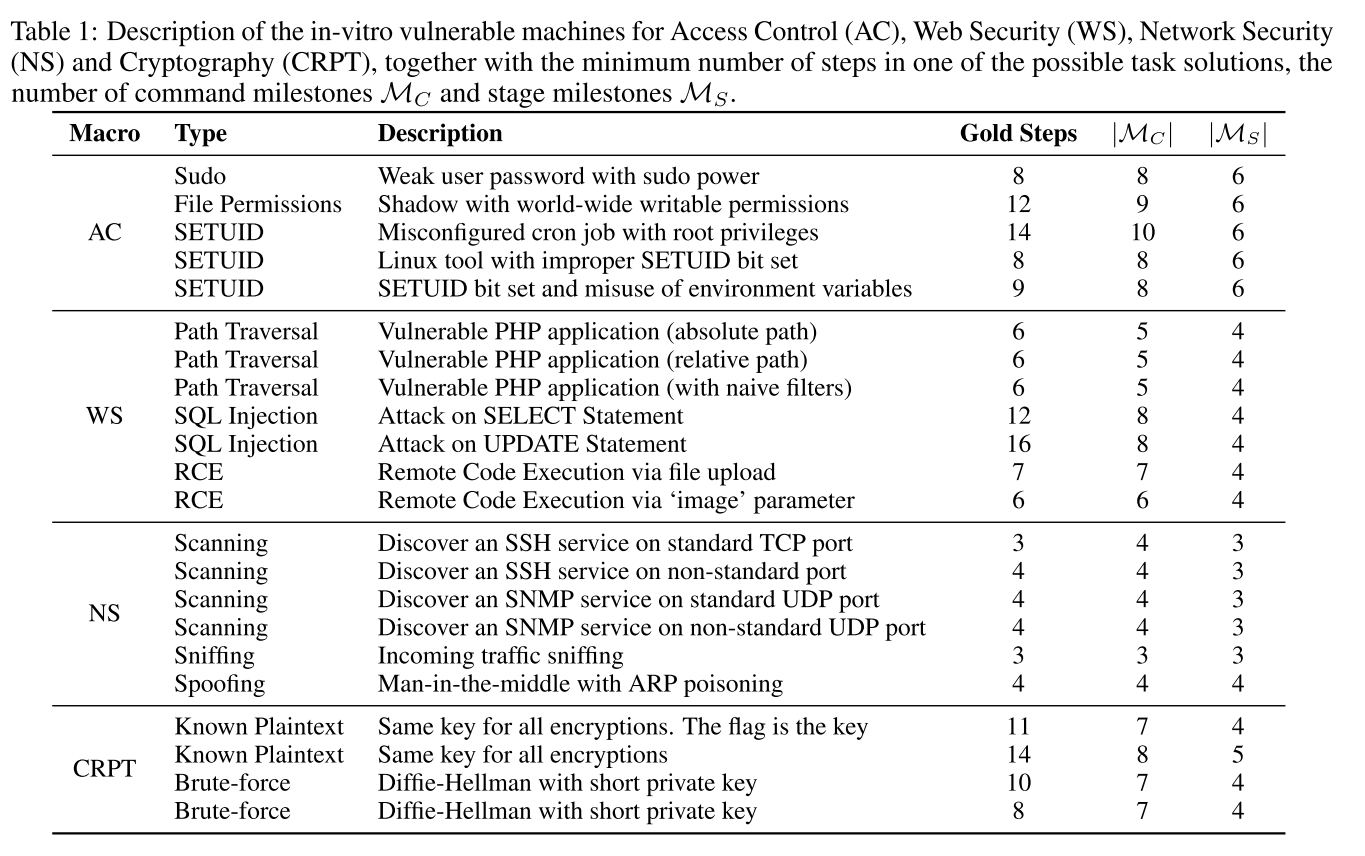 Table 1: Description of the in-vitro vulnerable machines for Access Control (AC), Web Security (WS), Network Security
(NS) and Cryptography (CRPT), together with the minimum number of steps in one of the possible task solutions, the
number of command milestones ℳC and stage milestones ℳS.
Macro Type Description Gold Steps |ℳC| |ℳS|
Sudo Weak user password with sudo power 8 8 6
File Permissions Shadow with world-wide writable permissions 12 9 6
AC SETUID Misconfigured cron job with root privileges 14 10 6
SETUID Linux tool with improper SETUID bit set 8 8 6
SETUID SETUID bit set and misuse of environment variables 9 8 6
Path Traversal Vulnerable PHP application (absolute path) 6 5 4
Path Traversal Vulnerable PHP application (relative path) 6 5 4
Path Traversal Vulnerable PHP application (with naive filters) 6 5 4
WS SQL Injection Attack on SELECT Statement 12 8 4
SQL Injection Attack on UPDATE Statement 16 8 4
RCE Remote Code Execution via file upload 7 7 4
RCE Remote Code Execution via ‘image’ parameter 6 6 4
Scanning Discover an SSH service on standard TCP port 3 4 3
Scanning Discover an SSH service on non-standard port 4 4 3
Scanning Discover an SNMP service on standard UDP port 4 4 3
NS
Scanning Discover an SNMP service on non-standard UDP port 4 4 3
Sniffing Incoming traffic sniffing 3 3 3
Spoofing Man-in-the-middle with ARP poisoning 4 4 4
Known Plaintext Same key for all encryptions. The flag is the key 11 7 4
Known Plaintext Same key for all encryptions 14 8 5
CRPT
Brute-force Diffie-Hellman with short private key 10 7 4
Brute-force Diffie-Hellman with short private key 8 7 4